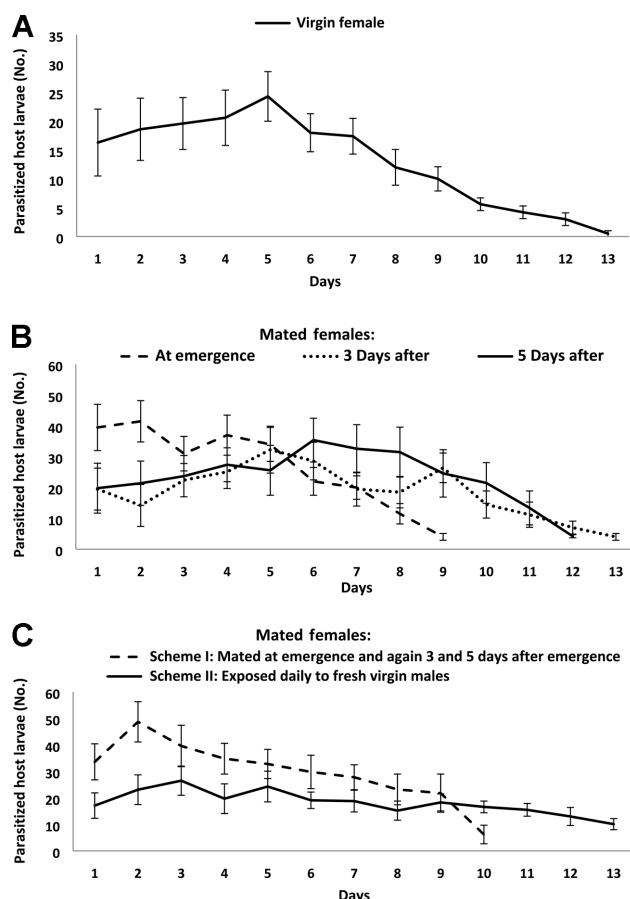 A
Virgin female
Parasitized host larvae (No.)
35
30
25
20
15
10
5
0
1 2 3 4 5 6 7 8 9 10 11 12 13
Days
B
Mated females:
At emergence 3 Days after 5 Days after
Parasitized host larvae (No.)
60
50
40
30
20
10
0
1 2 3 4 5 6 7 8 9 10 11 12 13
Days
C
Mated females:
Scheme I: Mated at emergence and again 3 and 5 days after emergence
Scheme II: Exposed daily to fresh virgin males
Parasitized host larvae (No.)
60
50
40
30
20
10
0
1 2 3 4 5 6 7 8 9 10 11 12 13
Days